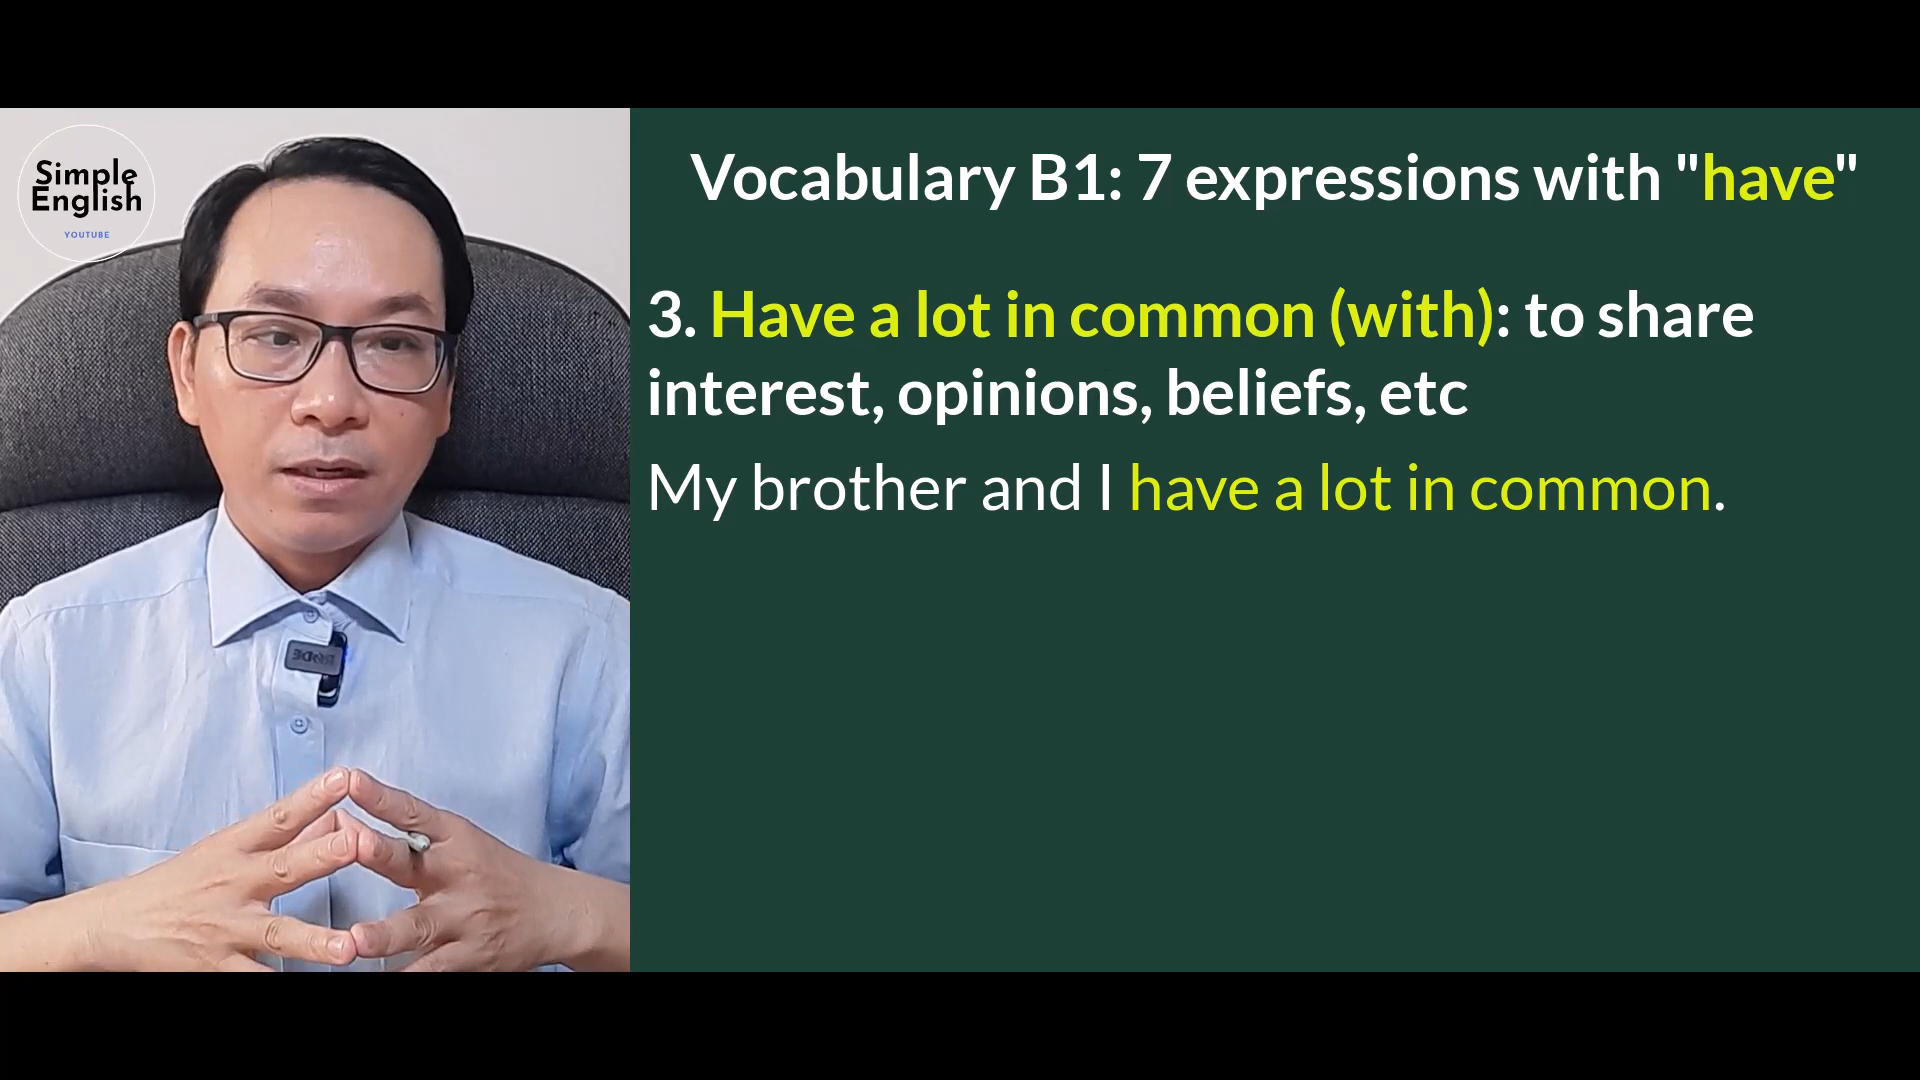 Simple
English
YOUTUBE
Vocabulary B1: 7 expressions with "have"
3. Have a lot in common (with): to share
interest, opinions, beliefs, etc
My brother and I have a lot in common.
RODE